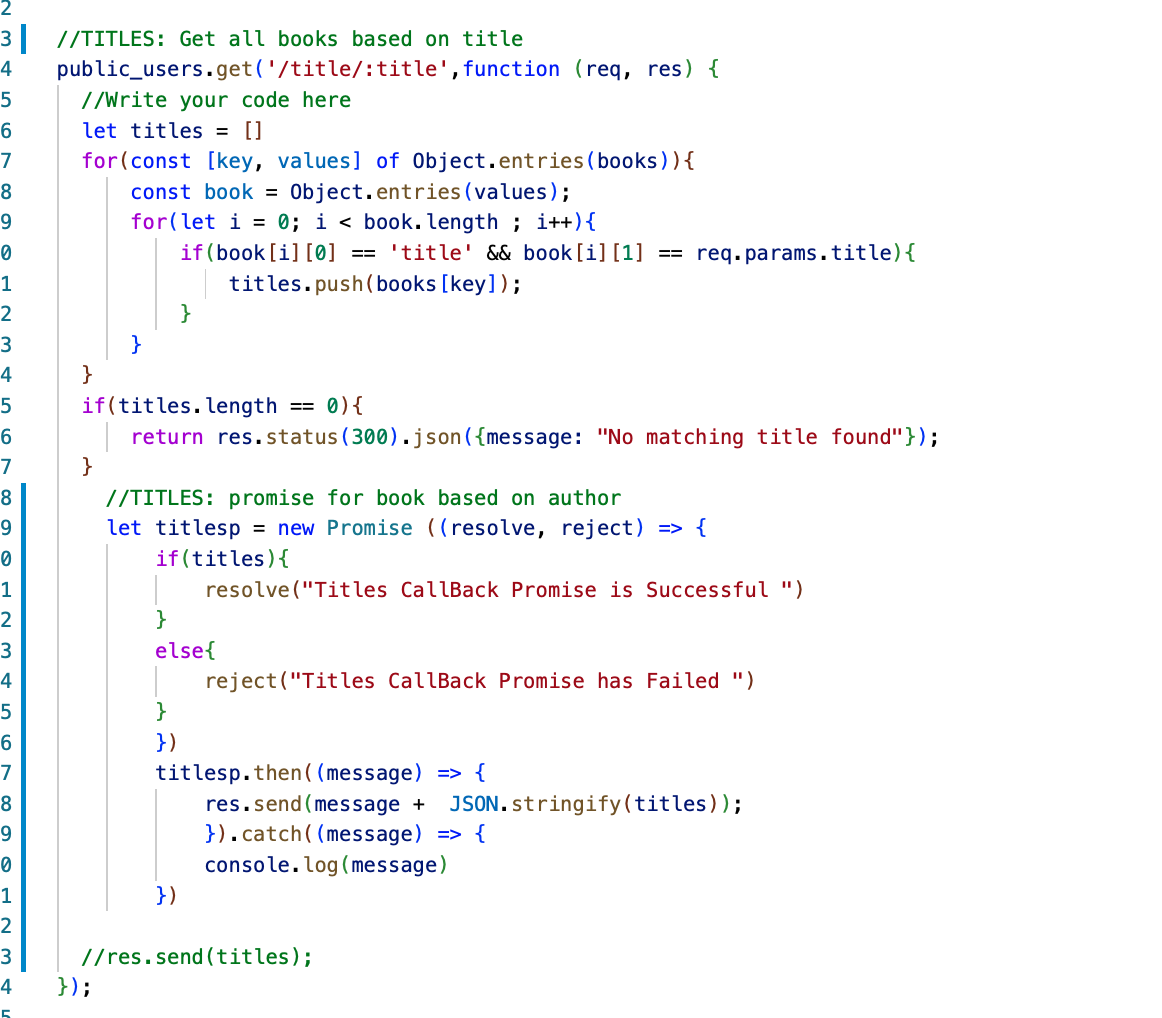 2
3 //TITLES: Get all books based on title
4 public_users.get('/title/:title',function (req, res) {
5 //Write your code here
6 let titles = []
7 for(const [key, values] of Object.entries(books)){
8 const book = Object.entries(values);
9 for(let i = 0; i < book.length ; i++){
0 if(book[i][0] == 'title' && book[i][1] == req.params.title){
1 titles.push(books[key]);
2 }
3 }
4 }
5 if(titles.length == 0){
6 return res.status(300).json({message: "No matching title found"});
7 }
8 //TITLES: promise for book based on author
9 let titlesp = new Promise ((resolve, reject) => {
0 if(titles){
1 resolve("Titles CallBack Promise is Successful ")
2 }
3 else{
4 reject("Titles CallBack Promise has Failed ")
5 }
6 })
7 titlesp.then((message) => {
8 res.send(message +  JSON.stringify(titles));
9 }).catch((message) => {
0 console.log(message)
1 })
2
3 //res.send(titles);
4 });
5